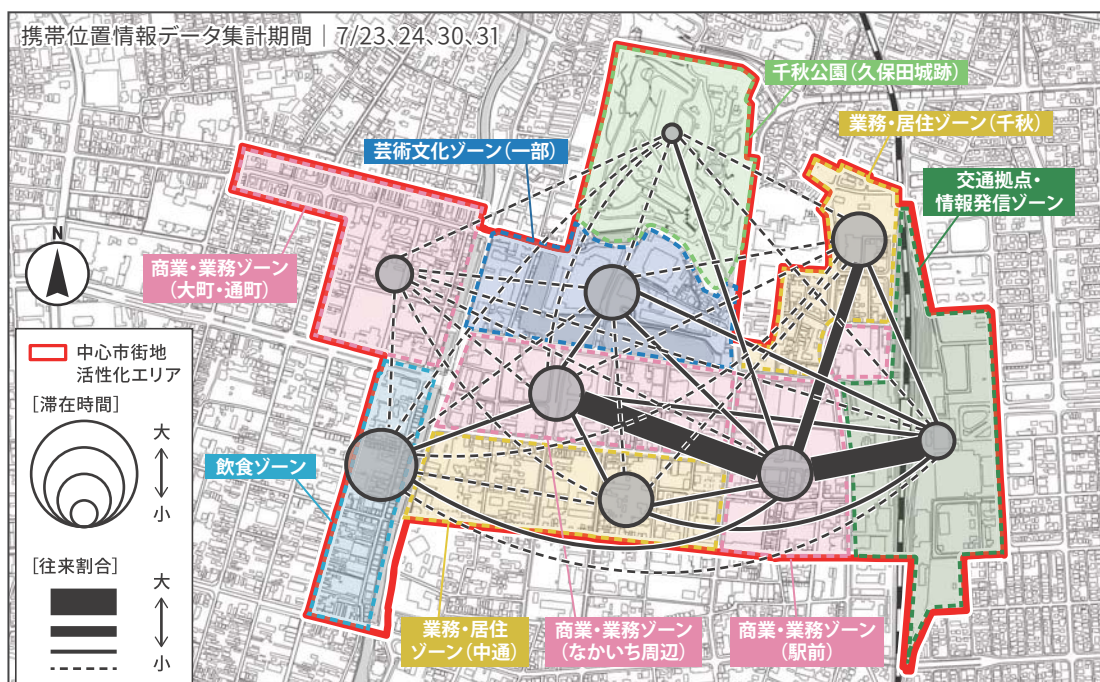 携帯位置情報データ集計期間｜7/23、24、30、31
千秋公園（久保田城跡）
業務・居住ゾーン（千秋）
芸術文化ゾーン（一部）
交通拠点・
情報発信ゾーン
N
商業・業務ゾーン
（大町・通町）
中心市街地
活性化エリア
［滞在時間］
大
小
飲食ゾーン
［往来割合］
大
小
業務・居住
ゾーン（中通）
商業・業務ゾーン
（なかいち周辺）
商業・業務ゾーン
（駅前）